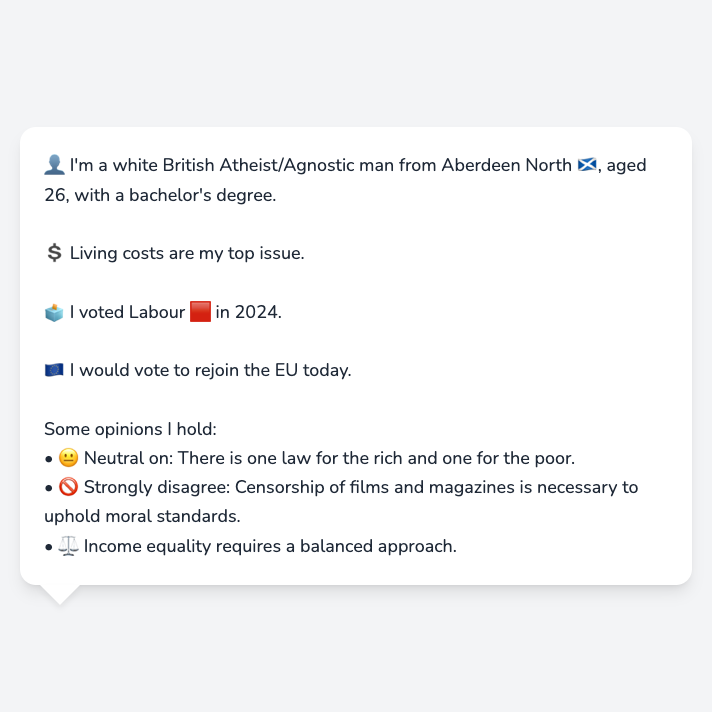 👤 I'm a white British Atheist/Agnostic man from Aberdeen North 🏴󠁧󠁢󠁳󠁣󠁴󠁿, aged
26, with a bachelor's degree.
💲 Living costs are my top issue.
🗳️ I voted Labour 🟥 in 2024.
🇪🇺 I would vote to rejoin the EU today.
Some opinions I hold:
• 😐 Neutral on: There is one law for the rich and one for the poor.
• 🚫 Strongly disagree: Censorship of films and magazines is necessary to
uphold moral standards.
• ⚖️ Income equality requires a balanced approach.